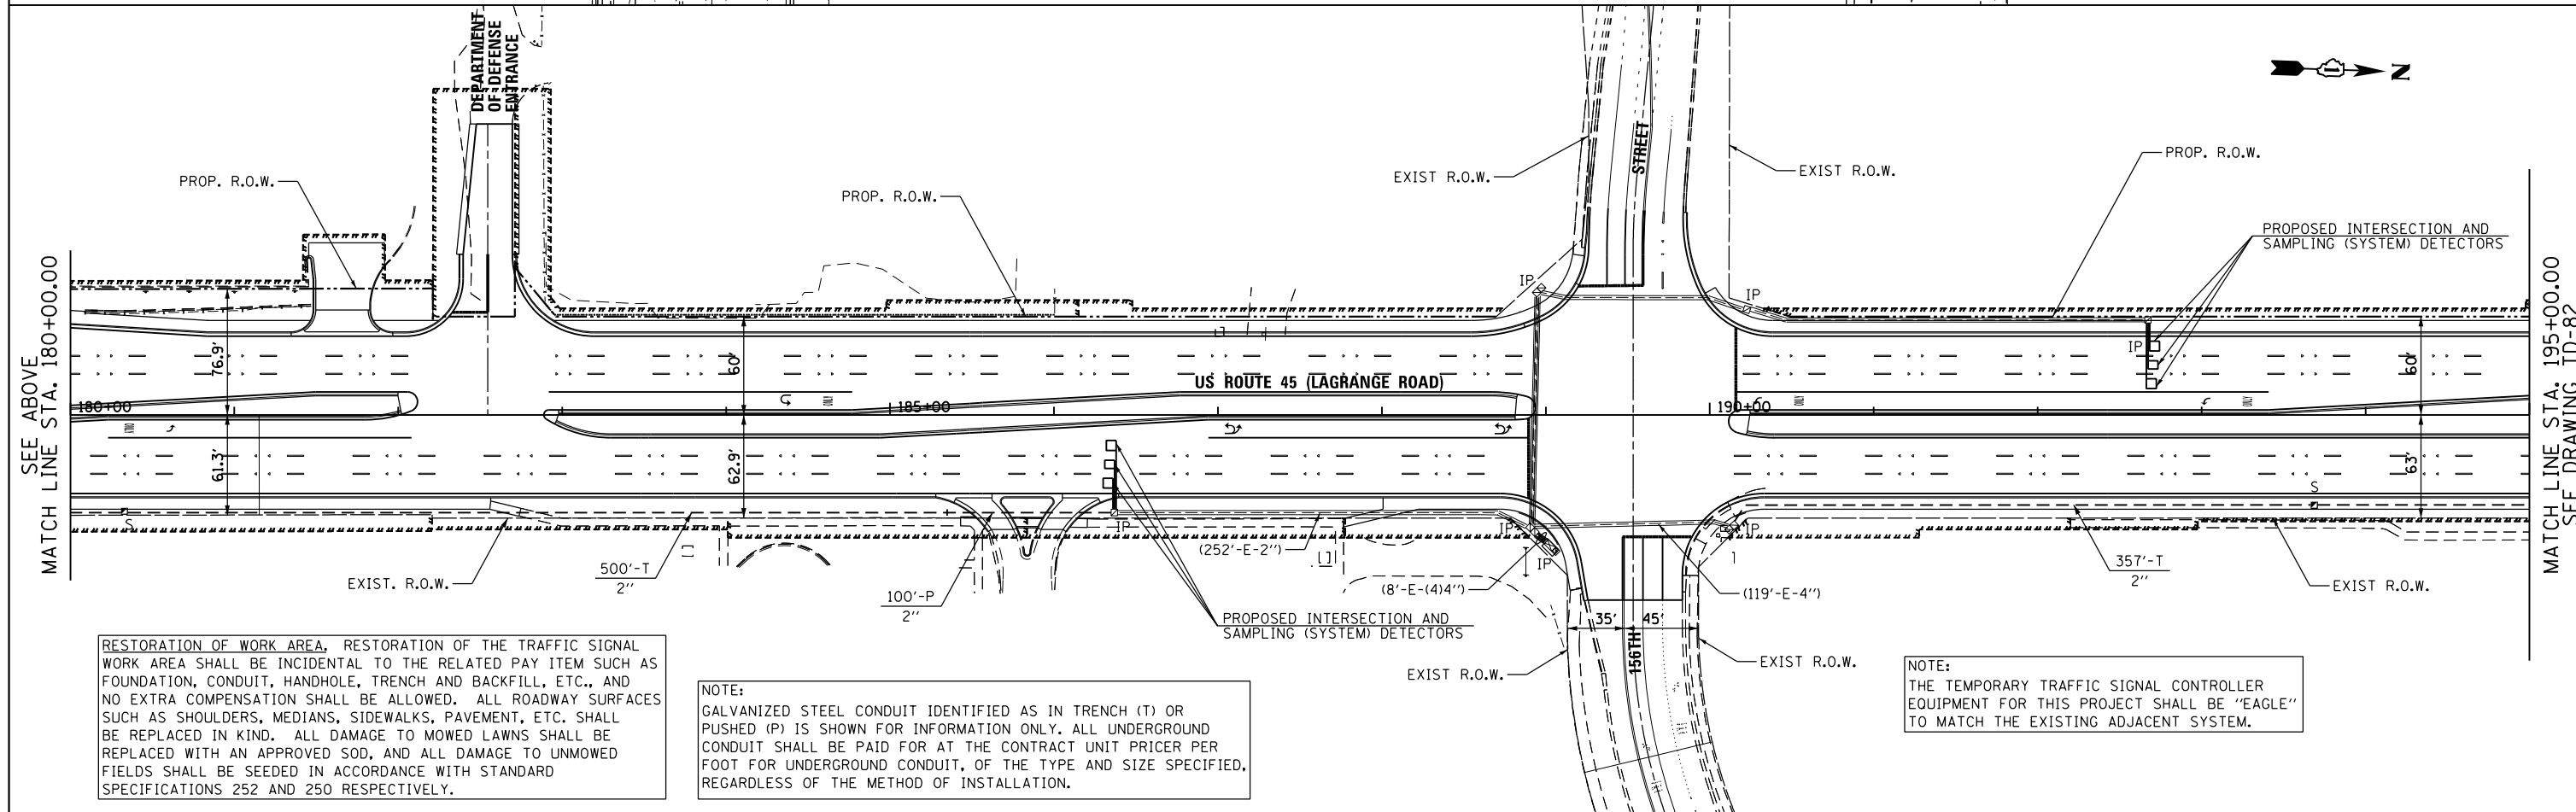 DEPARTMENT
OF DEFENSE
ENTRANCE
N
1
PROP. R.O.W.
PROP. R.O.W.
EXIST R.O.W.
STREET
EXIST R.O.W.
PROP. R.O.W.
PROPOSED INTERSECTION AND
SAMPLING (SYSTEM) DETECTORS
SEE ABOVE
MATCH LINE STA. 180+00.00
IP
IP
IP
76.9'
60'
60'
US ROUTE 45 (LAGRANGE ROAD)
180+00
185+00
190+00
ONLY
ONLY
ONLY
ONLY
61.3'
62.9'
63'
MATCH LINE STA. 195+00.00
SEE DRAWING TD-82
S
S
IP
IP
IP
IP
EXIST. R.O.W.
500'-T
2"
100'-P
2"
(252'-E-2")
(8'-E-(4)4")
(119'-E-4")
357'-T
2"
EXIST R.O.W.
PROPOSED INTERSECTION AND
SAMPLING (SYSTEM) DETECTORS
35'
45'
156TH
EXIST R.O.W.
EXIST R.O.W.
RESTORATION OF WORK AREA. RESTORATION OF THE TRAFFIC SIGNAL
WORK AREA SHALL BE INCIDENTAL TO THE RELATED PAY ITEM SUCH AS
FOUNDATION, CONDUIT, HANDHOLE, TRENCH AND BACKFILL, ETC., AND
NO EXTRA COMPENSATION SHALL BE ALLOWED. ALL ROADWAY SURFACES
SUCH AS SHOULDERS, MEDIANS, SIDEWALKS, PAVEMENT, ETC. SHALL
BE REPLACED IN KIND. ALL DAMAGE TO MOWED LAWNS SHALL BE
REPLACED WITH AN APPROVED SOD, AND ALL DAMAGE TO UNMOWED
FIELDS SHALL BE SEEDED IN ACCORDANCE WITH STANDARD
SPECIFICATIONS 252 AND 250 RESPECTIVELY.
NOTE:
GALVANIZED STEEL CONDUIT IDENTIFIED AS IN TRENCH (T) OR
PUSHED (P) IS SHOWN FOR INFORMATION ONLY. ALL UNDERGROUND
CONDUIT SHALL BE PAID FOR AT THE CONTRACT UNIT PRICER PER
FOOT FOR UNDERGROUND CONDUIT, OF THE TYPE AND SIZE SPECIFIED,
REGARDLESS OF THE METHOD OF INSTALLATION.
NOTE:
THE TEMPORARY TRAFFIC SIGNAL CONTROLLER
EQUIPMENT FOR THIS PROJECT SHALL BE "EAGLE"
TO MATCH THE EXISTING ADJACENT SYSTEM.